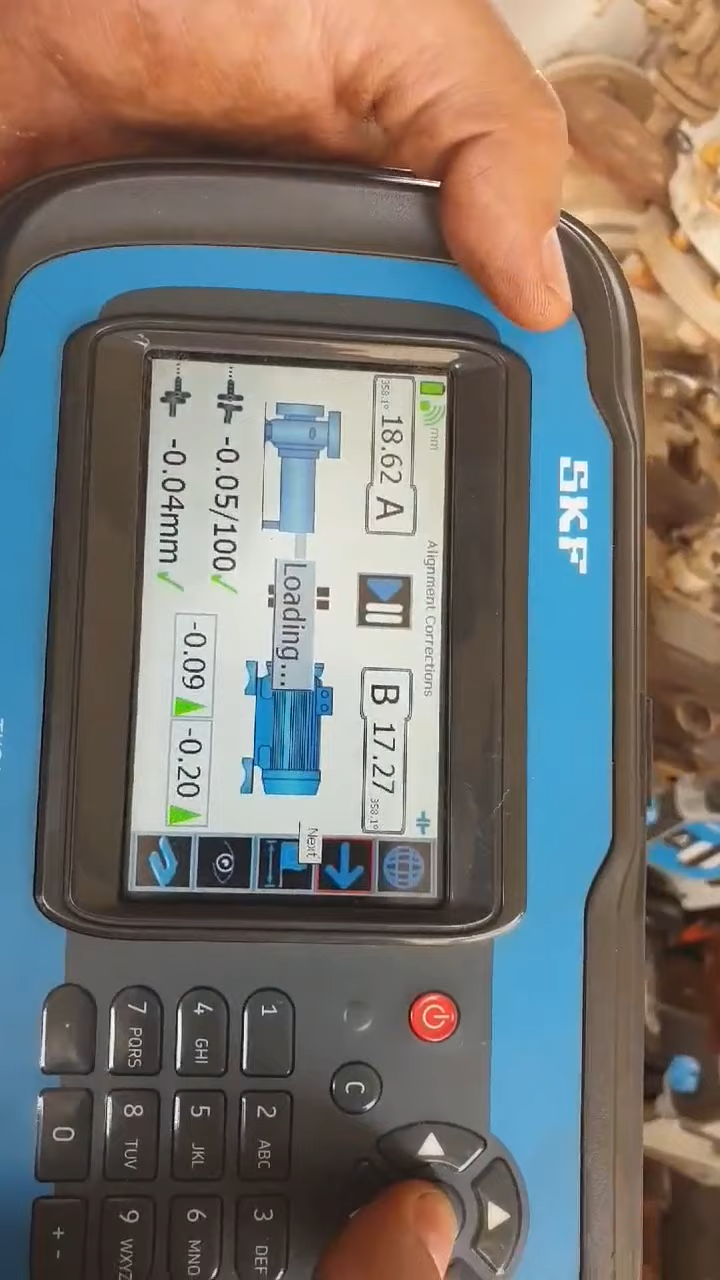 SKF
mm
Alignment Corrections
18.62 A
358.1°
B 17.27
358.1°
Loading...
Next
-0.05/100
-0.04mm
-0.09
-0.20
C
1
2 ABC
3 DEF
4 GHI
5 JKL
6 MNO
7 PQRS
8 TUV
9 WXYZ
.
0
+ -